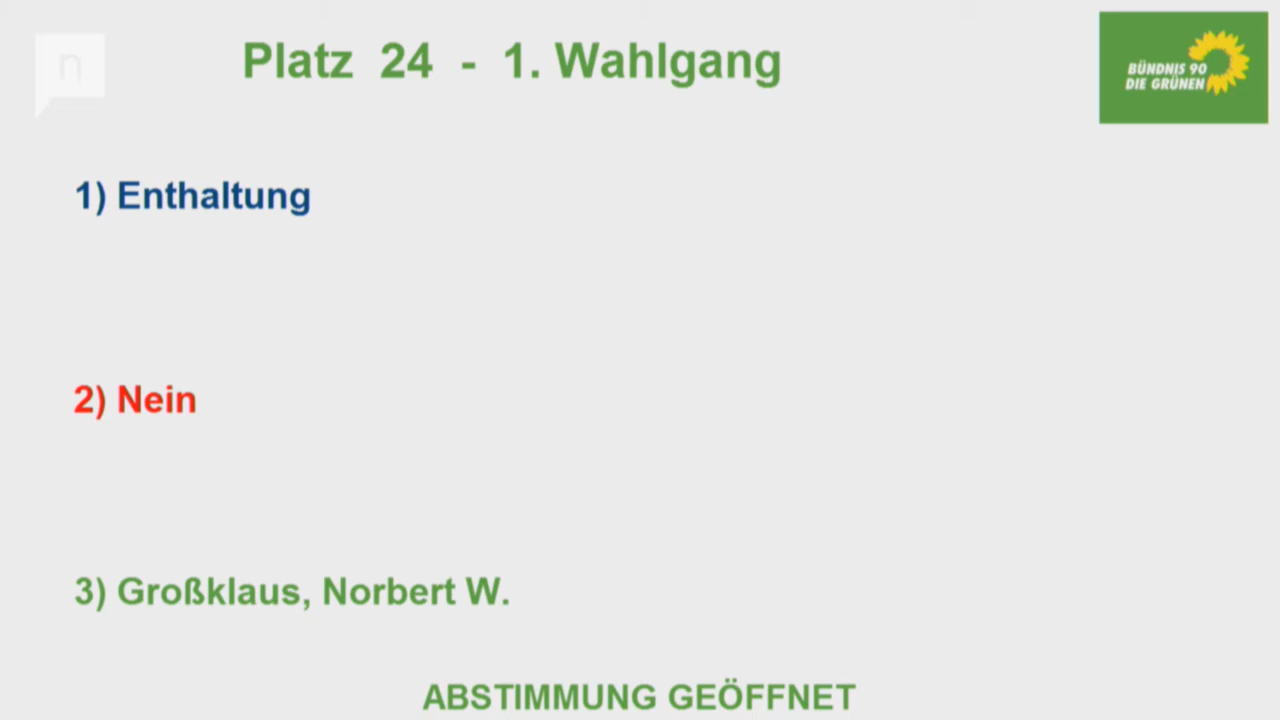 n
Platz 24 - 1. Wahlgang
BÜNDNIS 90
DIE GRÜNEN
1) Enthaltung
2) Nein
3) Großklaus, Norbert W.
ABSTIMMUNG GEÖFFNET